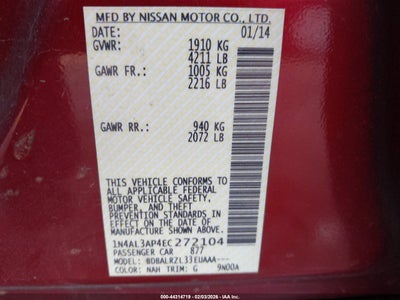 MFD BY NISSAN MOTOR CO., LTD.
DATE: 01/14
GVWR: 1910 KG
4211 LB
GAWR FR.: 1005 KG
2216 LB
GAWR RR.: 940 KG
2072 LB
THIS VEHICLE CONFORMS TO
ALL APPLICABLE FEDERAL
MOTOR VEHICLE SAFETY,
BUMPER, AND THEFT
PREVENTION STANDARDS IN
EFFECT ON THE DATE OF
MANUFACTURE SHOWN ABOVE.
1N4AL3AP4EC272104
PASSENGER CAR 877
MODEL: BDBALRZL33EUAAA---
COLOR: NAH TRIM: G 9N00A
ID: 000-44314719 - 02/03/2026 - © IAA